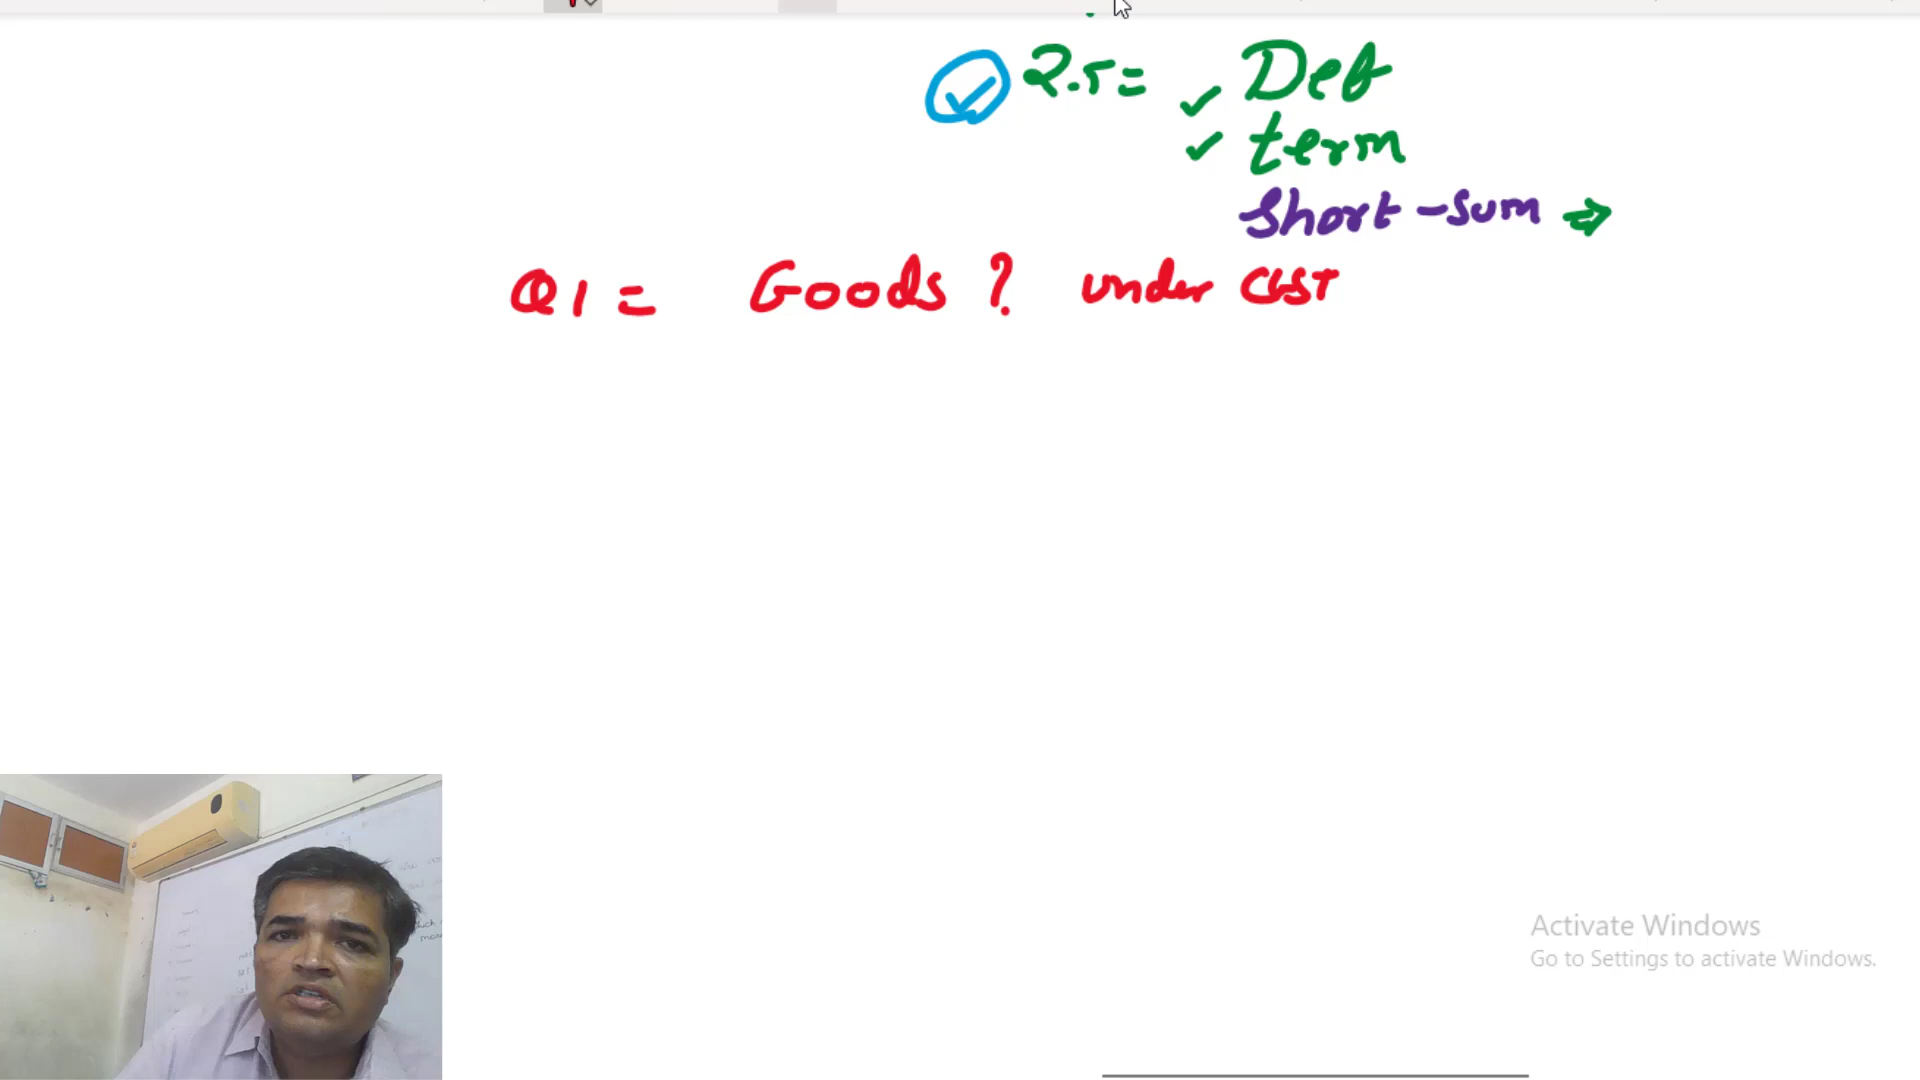 2.5 = ✓ Def
✓ term
Short - Sum ⇒
Q1 = Goods ? under CGST
Activate Windows
Go to Settings to activate Windows.